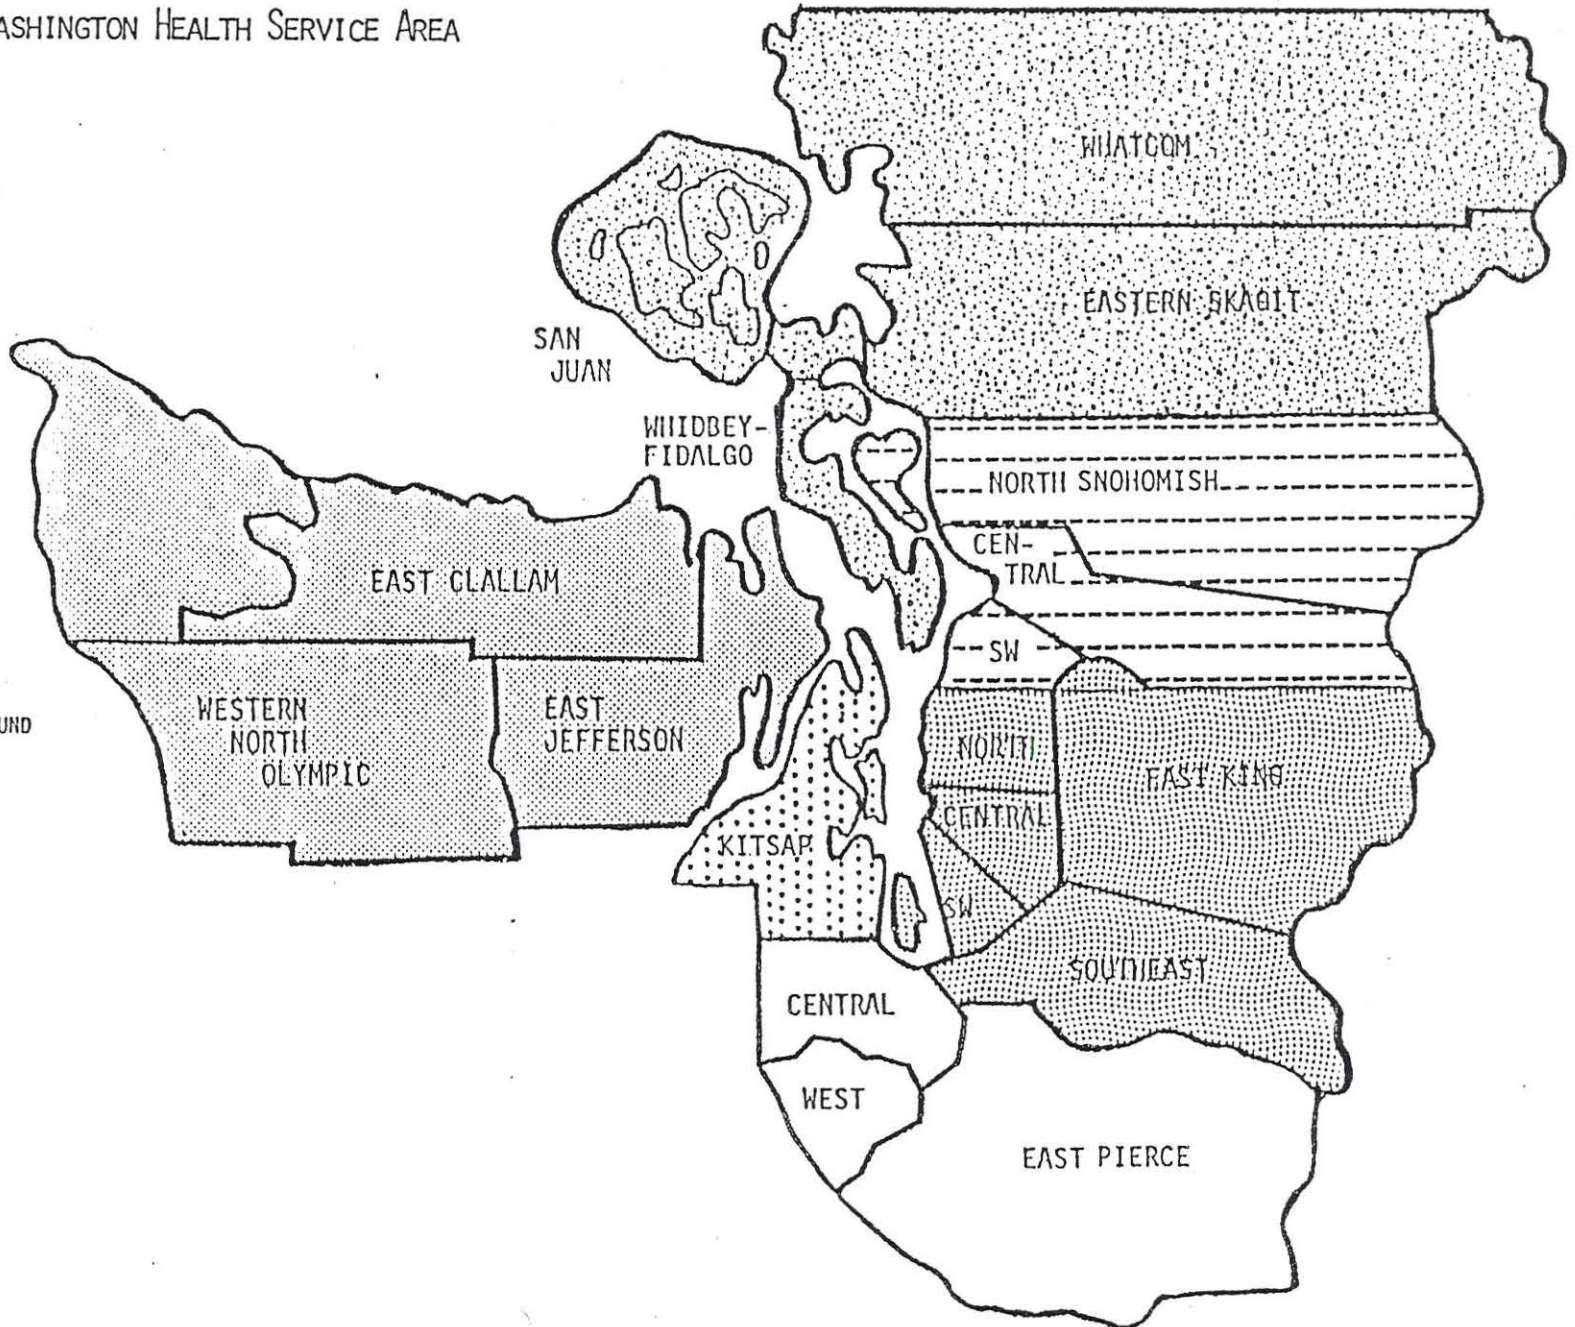 ASHINGTON HEALTH SERVICE AREA
WHATCOM
EASTERN SKAGIT
SAN
JUAN
WHIDBEY-
FIDALGO
NORTH SNOHOMISH
CEN-
TRAL
EAST CLALLAM
SW
WESTERN
NORTH
OLYMPIC
EAST
JEFFERSON
UND
NORTH
EAST KING
CENTRAL
KITSAP
SW
SOUTHEAST
CENTRAL
WEST
EAST PIERCE